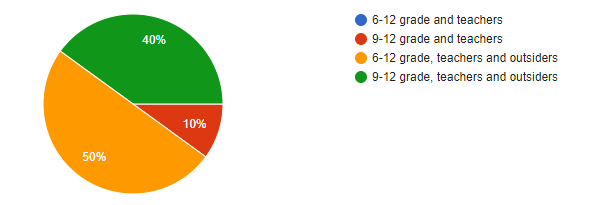 40%
10%
50%
6-12 grade and teachers
9-12 grade and teachers
6-12 grade, teachers and outsiders
9-12 grade, teachers and outsiders